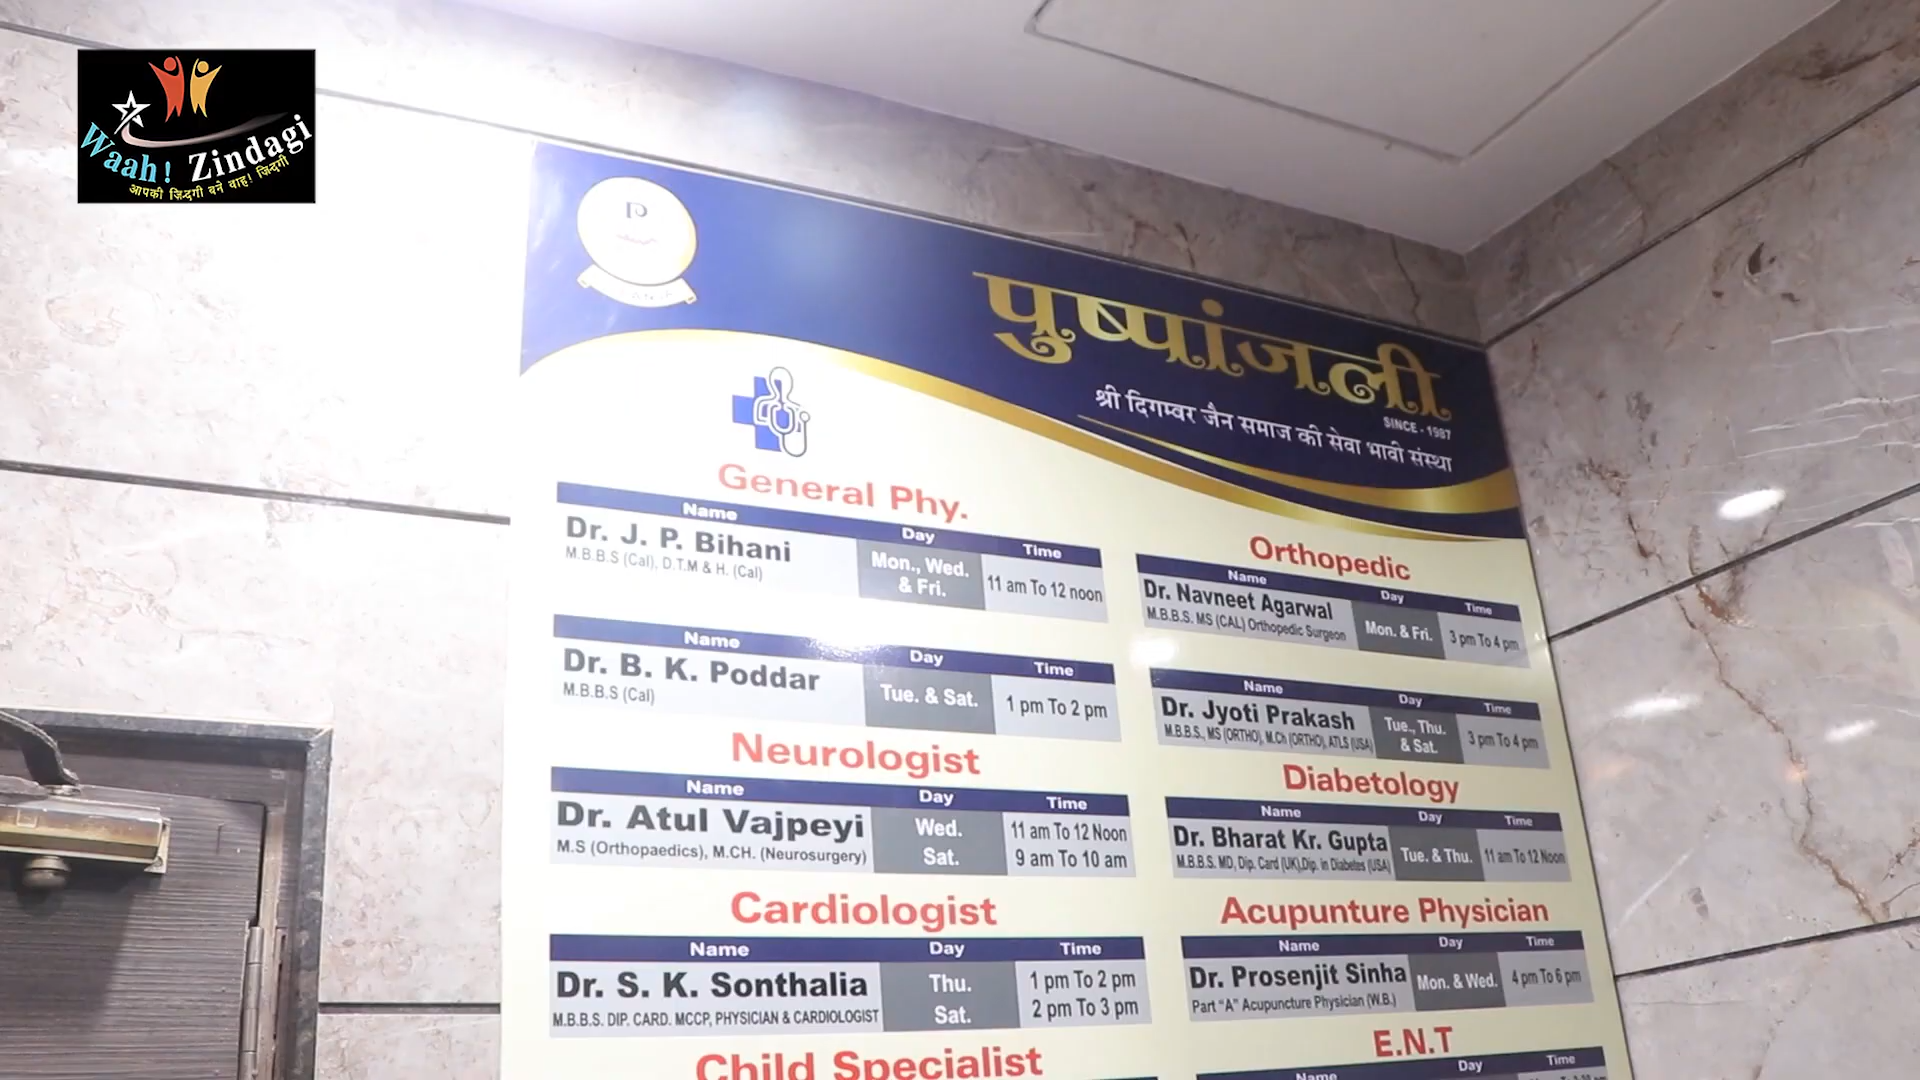 Waah! Zindagi
आपकी ज़िन्दगी बने वाह! ज़िन्दगी
P
पुष्पांजली
SINCE - 1987
श्री दिगम्बर जैन समाज की सेवा भावी संस्था
General Phy.
Name Day Time
Dr. J. P. Bihani
M.B.B.S (Cal), D.T.M & H. (Cal)
Mon., Wed.
& Fri.
11 am To 12 noon
Name Day Time
Dr. B. K. Poddar
M.B.B.S (Cal)
Tue. & Sat.
1 pm To 2 pm
Neurologist
Name Day Time
Dr. Atul Vajpeyi
M.S (Orthopaedics), M.CH. (Neurosurgery)
Wed. 11 am To 12 Noon
Sat. 9 am To 10 am
Cardiologist
Name Day Time
Dr. S. K. Sonthalia
M.B.B.S. DIP. CARD. MCCP, PHYSICIAN & CARDIOLOGIST
Thu. 1 pm To 2 pm
Sat. 2 pm To 3 pm
Child Specialist
Orthopedic
Name Day Time
Dr. Navneet Agarwal
M.B.B.S. MS (CAL) Orthopedic Surgeon
Mon. & Fri.
3 pm To 4 pm
Name Day Time
Dr. Jyoti Prakash
M.B.B.S., MS (ORTHO), M.Ch (ORTHO), ATLS (USA)
Tue., Thu.
& Sat.
3 pm To 4 pm
Diabetology
Name Day Time
Dr. Bharat Kr. Gupta
M.B.B.S. MD, Dip. Card (UK),Dip. in Diabetes (USA)
Tue. & Thu.
11 am To 12 Noon
Acupunture Physician
Name Day Time
Dr. Prosenjit Sinha
Part "A" Acupuncture Physician (W.B.)
Mon. & Wed.
4 pm To 6 pm
E.N.T
Name Day Time